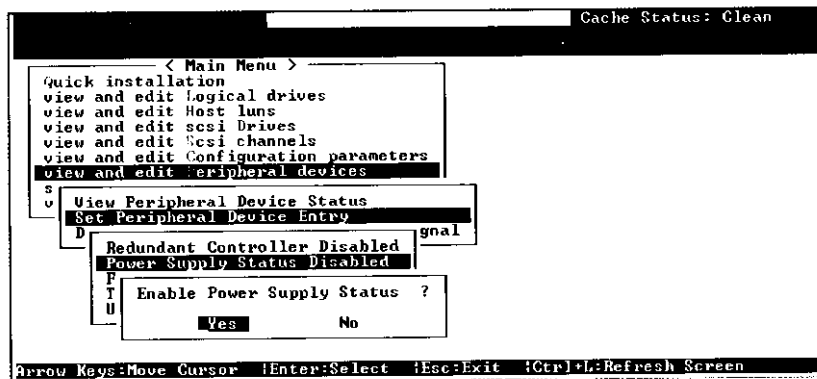 Cache Status: Clean
< Main Menu >
Quick installation
view and edit Logical drives
view and edit Host luns
view and edit scsi Drives
view and edit Scsi channels
view and edit Configuration parameters
view and edit Peripheral devices
s
v View Peripheral Device Status
Set Peripheral Device Entry
D gnal
Redundant Controller Disabled
Power Supply Status Disabled
F
T Enable Power Supply Status ?
U
Yes No
Arrow Keys:Move Cursor |Enter:Select |Esc:Exit |Ctrl+L:Refresh Screen